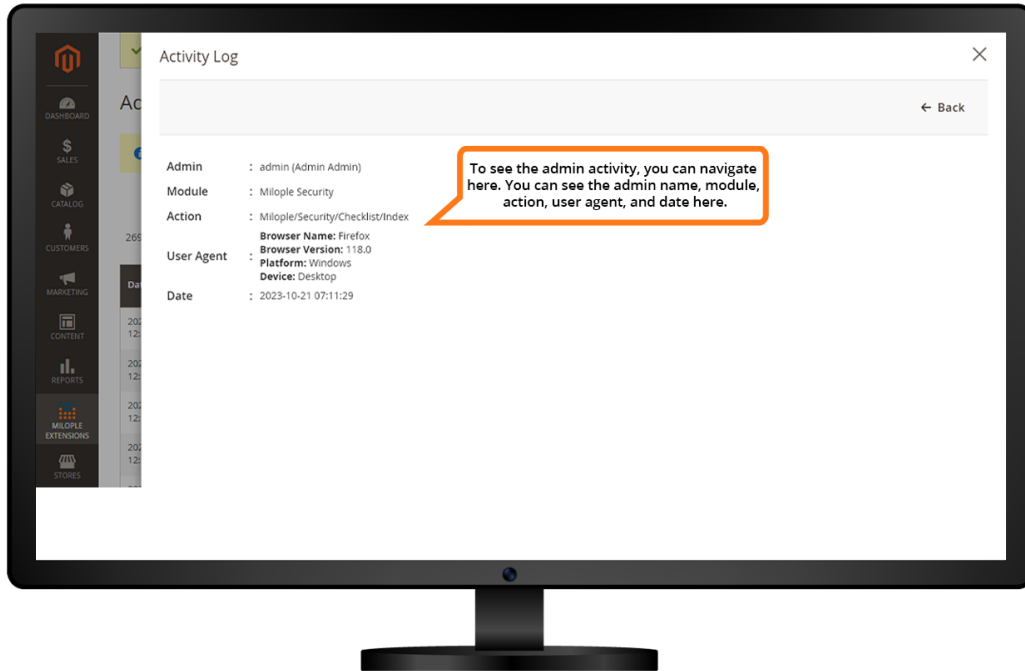 Activity Log
← Back
DASHBOARD
$
SALES
CATALOG
CUSTOMERS
MARKETING
CONTENT
REPORTS
MILOPLE
EXTENSIONS
STORES
Admin : admin (Admin Admin)
Module : Milople Security
Action : Milople/Security/Checklist/Index
User Agent :
Browser Name: Firefox
Browser Version: 118.0
Platform: Windows
Device: Desktop
Date : 2023-10-21 07:11:29
To see the admin activity, you can navigate
here. You can see the admin name, module,
action, user agent, and date here.